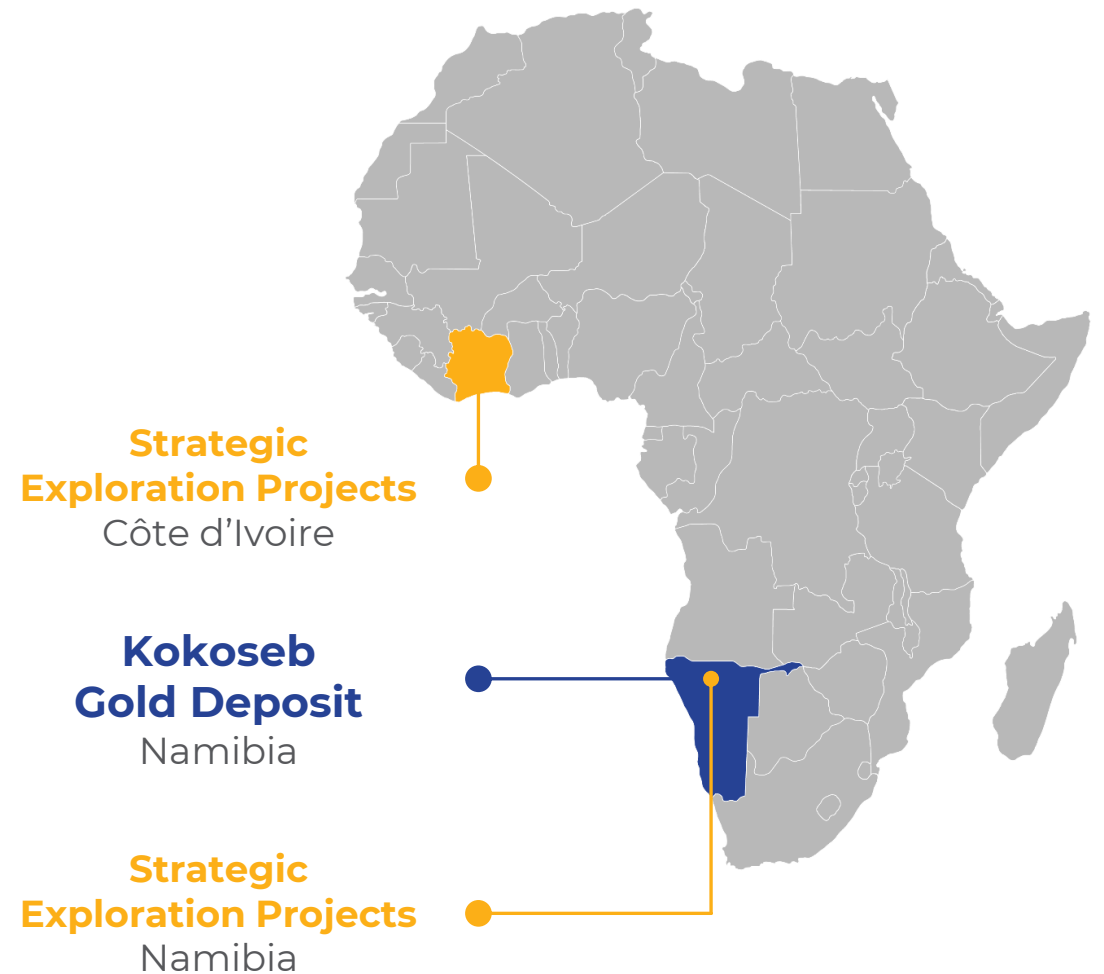 Strategic
Exploration Projects
Côte d’Ivoire
Kokoseb
Gold Deposit
Namibia
Strategic
Exploration Projects
Namibia